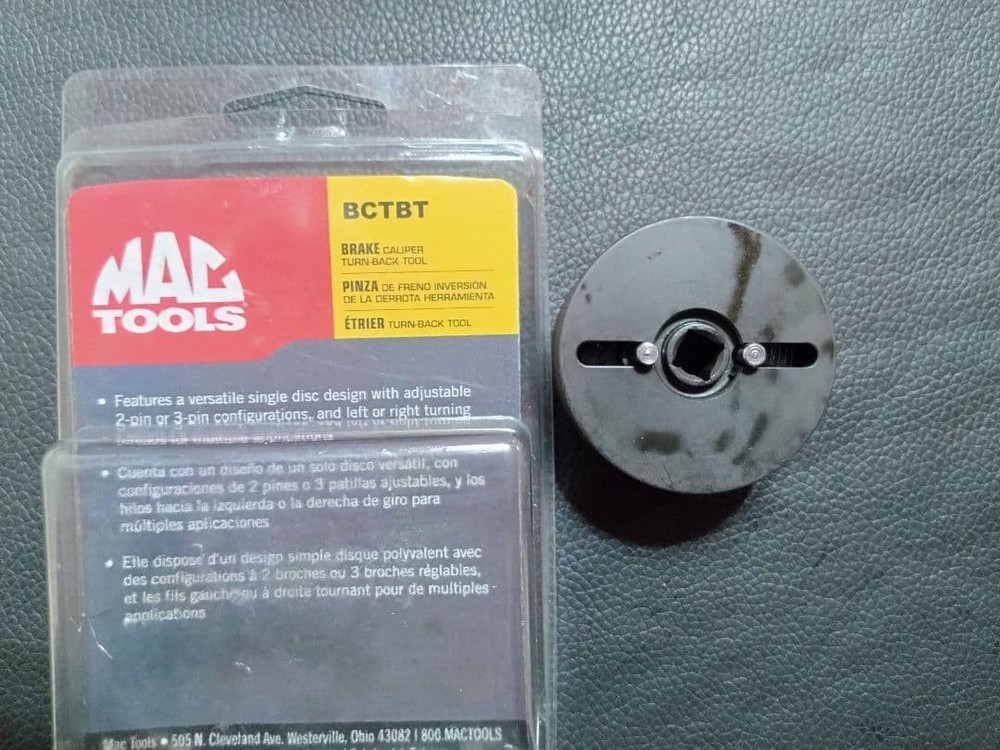 MAC
TOOLS
BCTBT
BRAKE CALIPER
TURN-BACK TOOL
PINZA DE FRENO INVERSIÓN
DE LA DERROTA HERRAMIENTA
ÉTRIER TURN-BACK TOOL
• Features a versatile single disc design with adjustable
2-pin or 3-pin configurations, and left or right turning
applications
• Cuenta con un diseño de un solo disco versátil, con
configuraciones de 2 pines o 3 patillas ajustables, y los
hilos hacia la izquierda o la derecha de giro para
múltiples aplicaciones
• Elle dispose d'un design simple disque polyvalent avec
des configurations à 2 broches ou 3 broches réglables,
et les fils gauche ou à droite tournant pour de multiples
applications
Mac Tools • 505 N. Cleveland Ave. Westerville, Ohio 43082 | 800.MACTOOLS